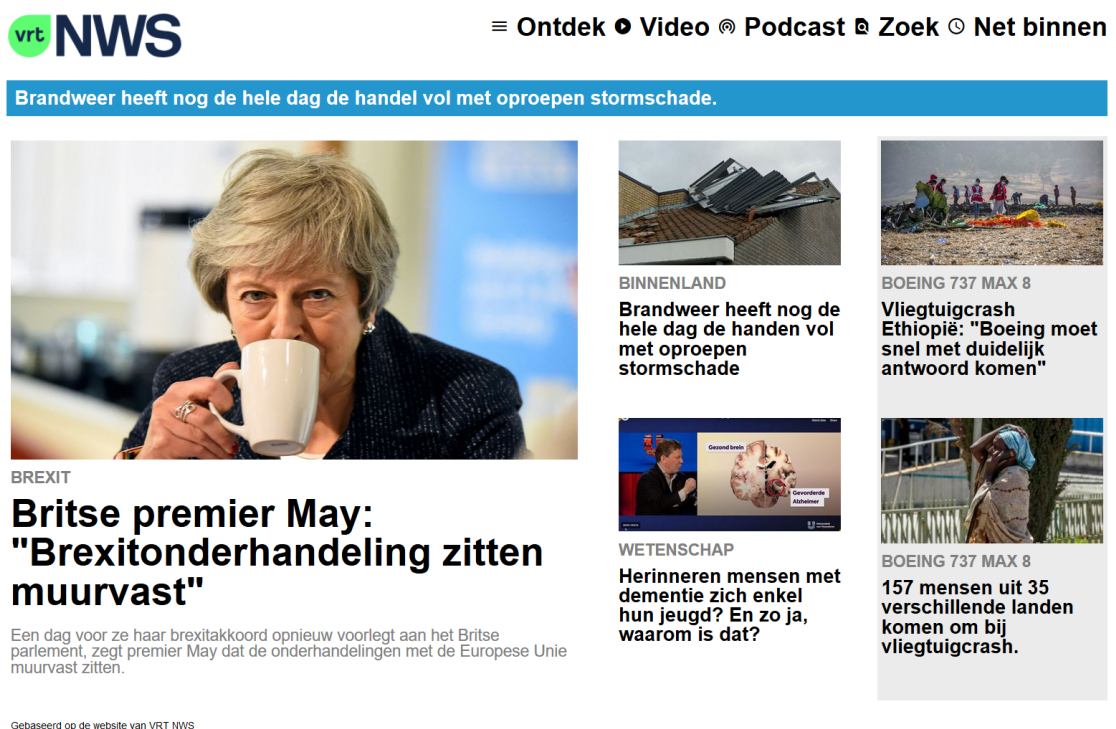 vrt NWS
Ontdek Video Podcast Zoek Net binnen
Brandweer heeft nog de hele dag de handel vol met oproepen stormschade.
BREXIT
Britse premier May:
"Brexitonderhandeling zitten
muurvast"
Een dag voor ze haar brexitakkoord opnieuw voorlegt aan het Britse
parlement, zegt premier May dat de onderhandelingen met de Europese Unie
muurvast zitten.
BINNENLAND
Brandweer heeft nog de
hele dag de handen vol
met oproepen
stormschade
Gezond brein
Gevorderde
Alzheimer
WETENSCHAP
Herinneren mensen met
dementie zich enkel
hun jeugd? En zo ja,
waarom is dat?
BOEING 737 MAX 8
Vliegtuigcrash
Ethiopië: "Boeing moet
snel met duidelijk
antwoord komen"
BOEING 737 MAX 8
157 mensen uit 35
verschillende landen
komen om bij
vliegtuigcrash.
Gebaseerd op de website van VRT NWS